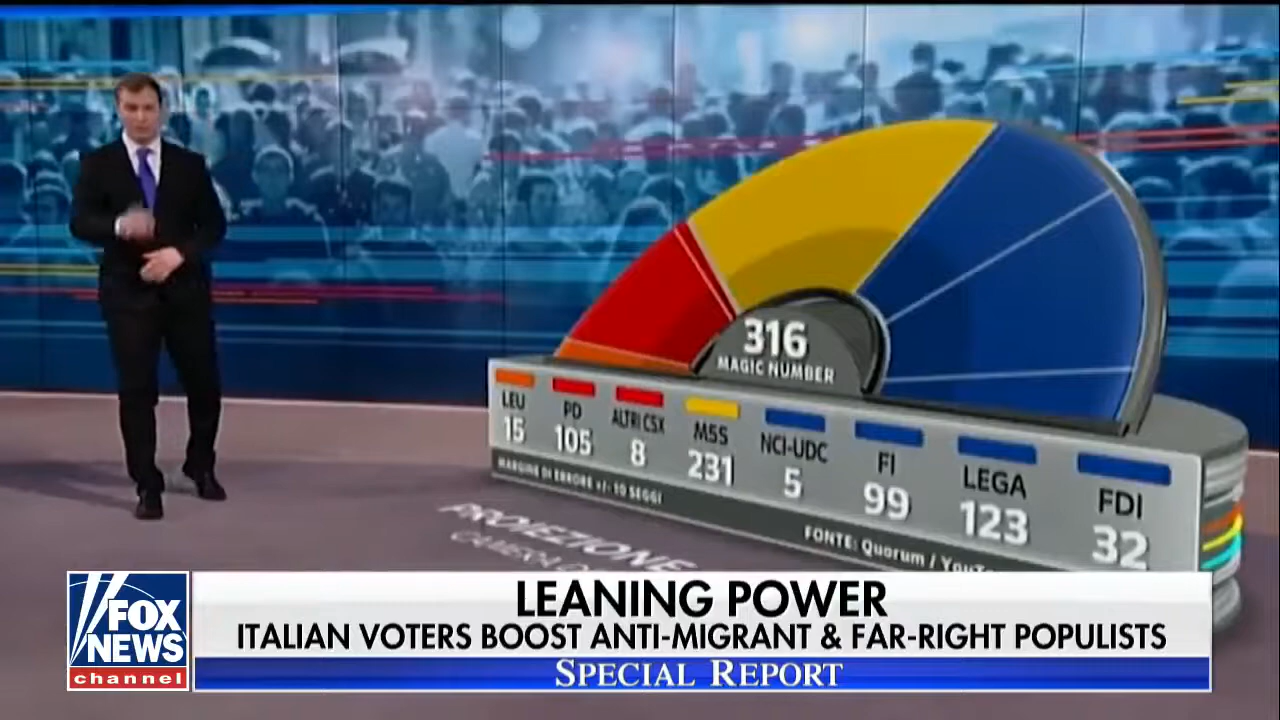 316
MAGIC NUMBER
LEU PD ALTRI CSX M5S NCI-UDC FI LEGA FDI
15 105 8 231 5 99 123 32
MARGINE DI ERRORE +/- 10 SEGGI
FONTE: Quorum /
PROIEZIONE
CAMERA
LEANING POWER
ITALIAN VOTERS BOOST ANTI-MIGRANT & FAR-RIGHT POPULISTS
SPECIAL REPORT
FOX
NEWS
channel